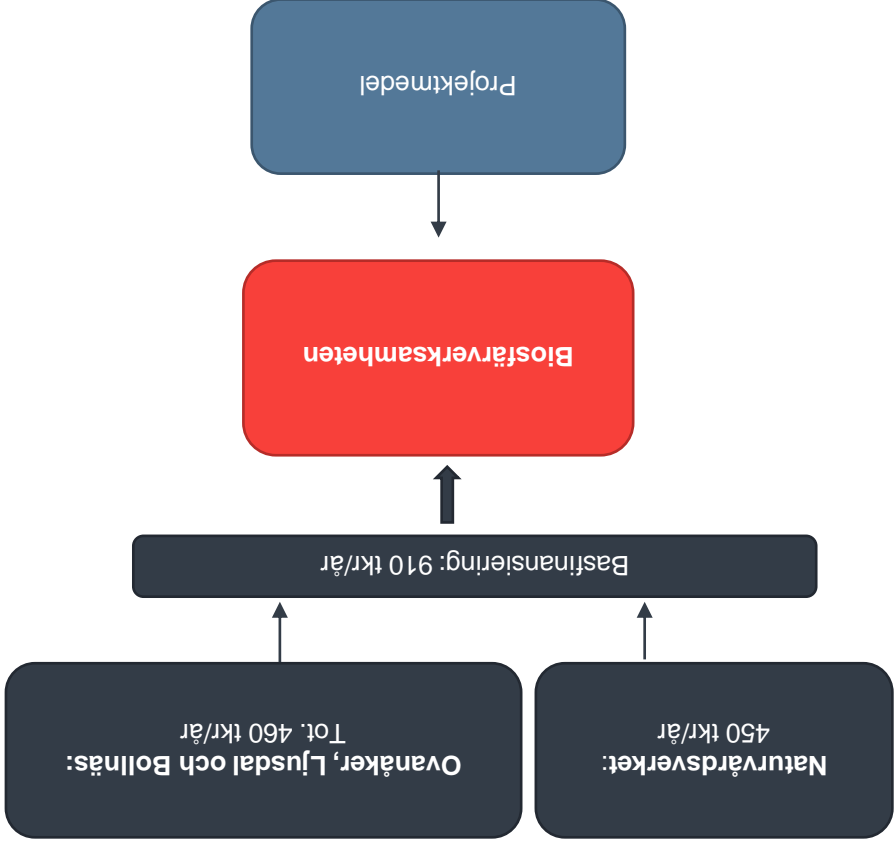 Naturvårdsverket:
450 tkr/år
Ovanåker, Ljusdal och Bollnäs:
Tot. 460 tkr/år
Basfinansiering: 910 tkr/år
Biosfärverksamheten
Projektmedel